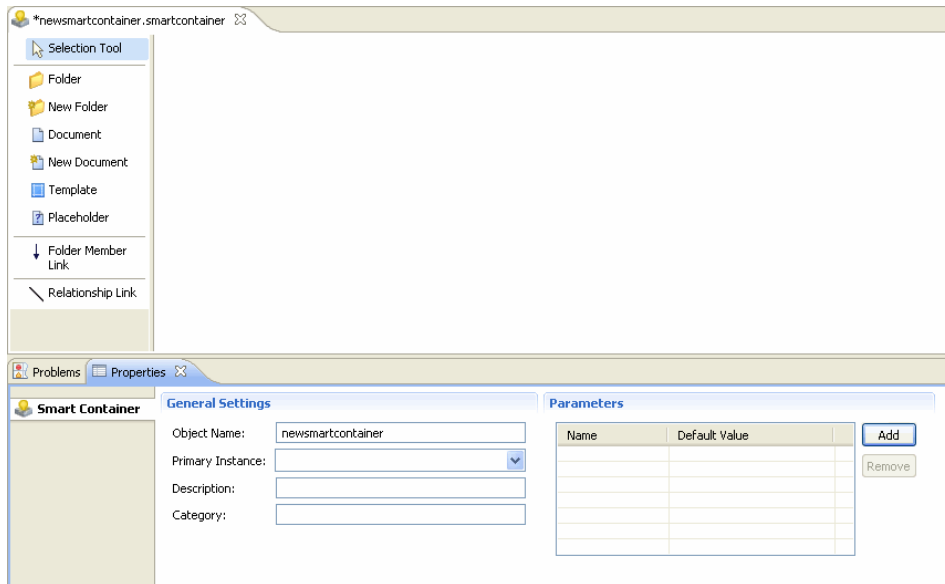 *newsmartcontainer.smartcontainer
Selection Tool
Folder
New Folder
Document
New Document
Template
Placeholder
Folder Member
Link
Relationship Link
Problems Properties
Smart Container
General Settings
Object Name: newsmartcontainer
Primary Instance:
Description:
Category:
Parameters
Name Default Value
Add
Remove